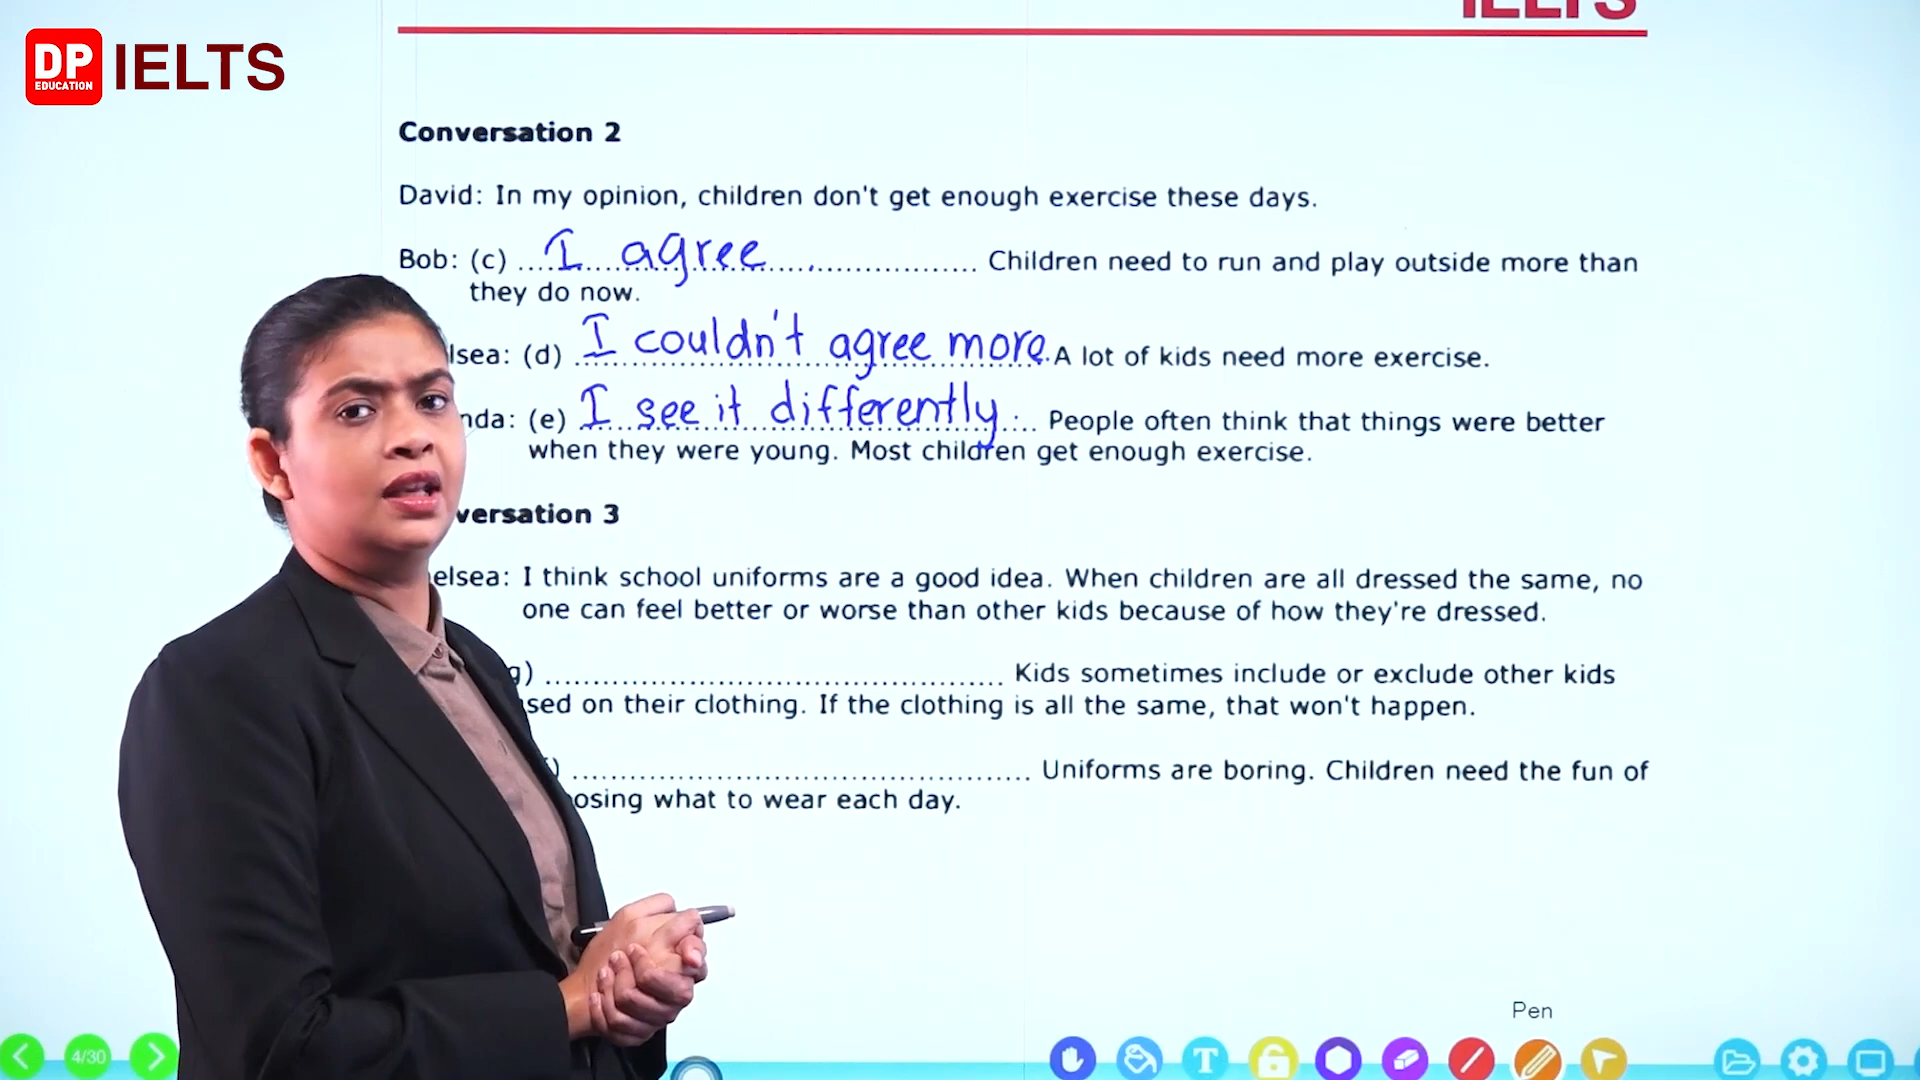 IELTS
DP
EDUCATION
IELTS
Conversation 2
David: In my opinion, children don't get enough exercise these days.
Bob: (c) I agree Children need to run and play outside more than
they do now.
lsea: (d) I couldn't agree more. A lot of kids need more exercise.
nda: (e) I see it differently People often think that things were better
when they were young. Most children get enough exercise.
versation 3
elsea: I think school uniforms are a good idea. When children are all dressed the same, no
one can feel better or worse than other kids because of how they're dressed.
g) ............................................... Kids sometimes include or exclude other kids
sed on their clothing. If the clothing is all the same, that won't happen.
) ............................................... Uniforms are boring. Children need the fun of
osing what to wear each day.
Pen
4/30
T